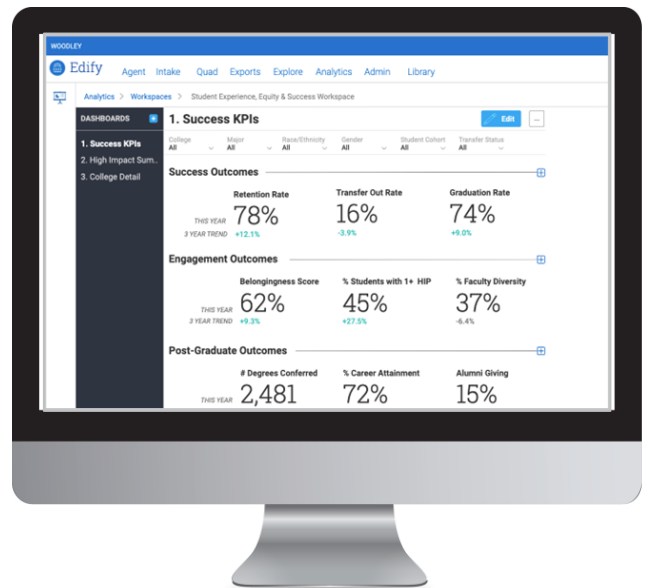 WOODLEY
Edify Agent Intake Quad Exports Explore Analytics Admin Library
Analytics > Workspaces > Student Experience, Equity & Success Workspace
DASHBOARDS
1. Success KPIs
2. High Impact Sum..
3. College Detail
1. Success KPIs
Edit ...
College Major Race/Ethnicity Gender Student Cohort Transfer Status
All All All All All All
Success Outcomes
Retention Rate Transfer Out Rate Graduation Rate
THIS YEAR 78% 16% 74%
3 YEAR TREND +12.1% -3.9% +9.0%
Engagement Outcomes
Belongingness Score % Students with 1+ HIP % Faculty Diversity
THIS YEAR 62% 45% 37%
3 YEAR TREND +9.3% +27.5% -6.4%
Post-Graduate Outcomes
# Degrees Conferred % Career Attainment Alumni Giving
THIS YEAR 2,481 72% 15%